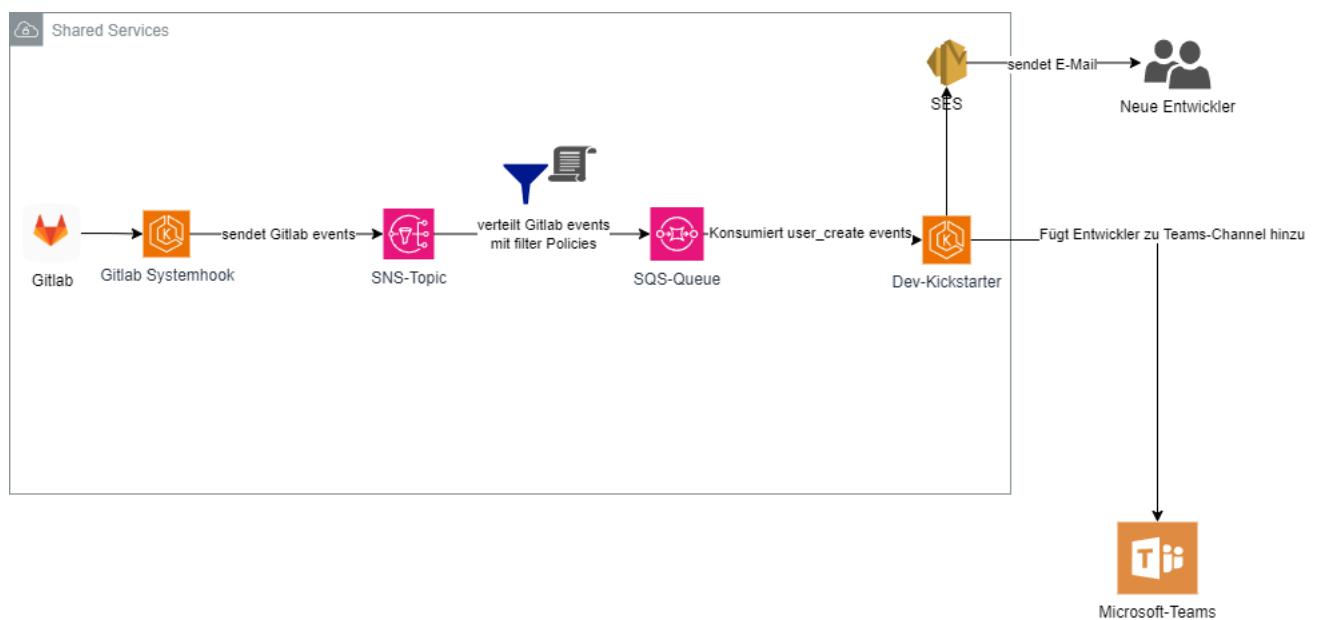 Shared Services
sendet E-Mail
SES
Neue Entwickler
verteilt Gitlab events
mit filter Policies
sendet Gitlab events
Konsumiert user_create events
Fügt Entwickler zu Teams-Channel hinzu
Gitlab
Gitlab Systemhook
SNS-Topic
SQS-Queue
Dev-Kickstarter
Microsoft-Teams